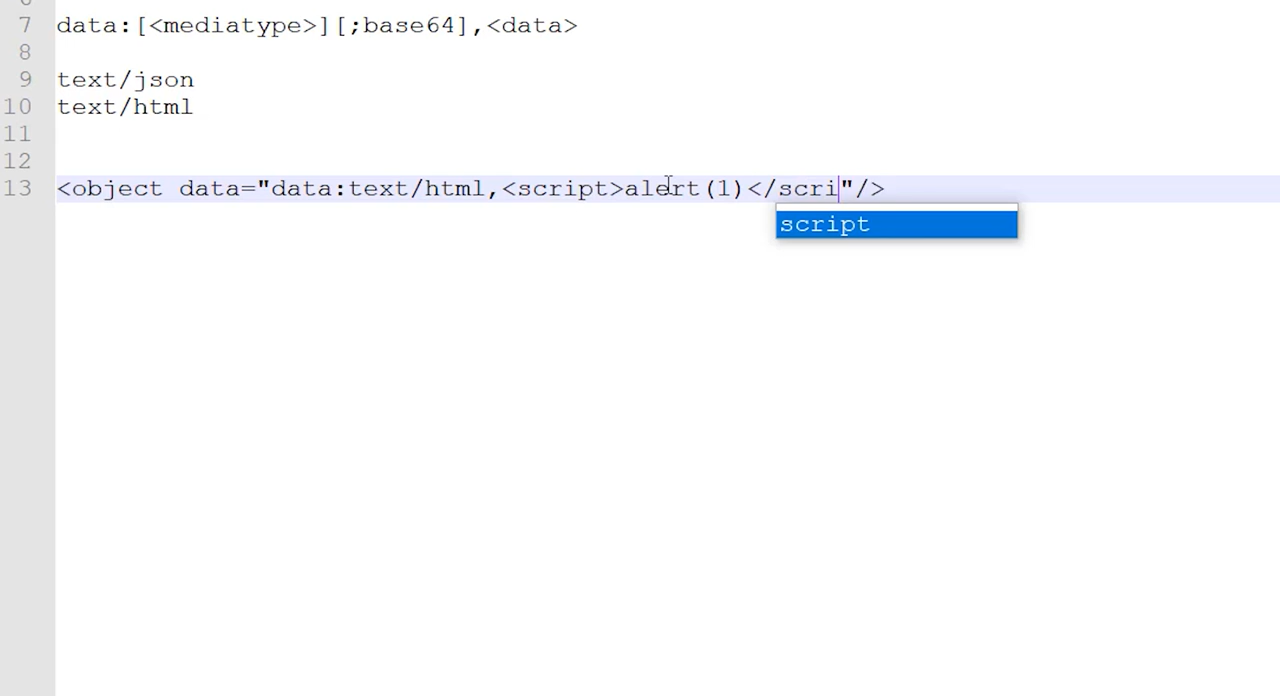 7 data:[<mediatype>][;base64],<data>
8
9 text/json
10 text/html
11
12
13 <object data="data:text/html,<script>alert(1)</scri"/>
script